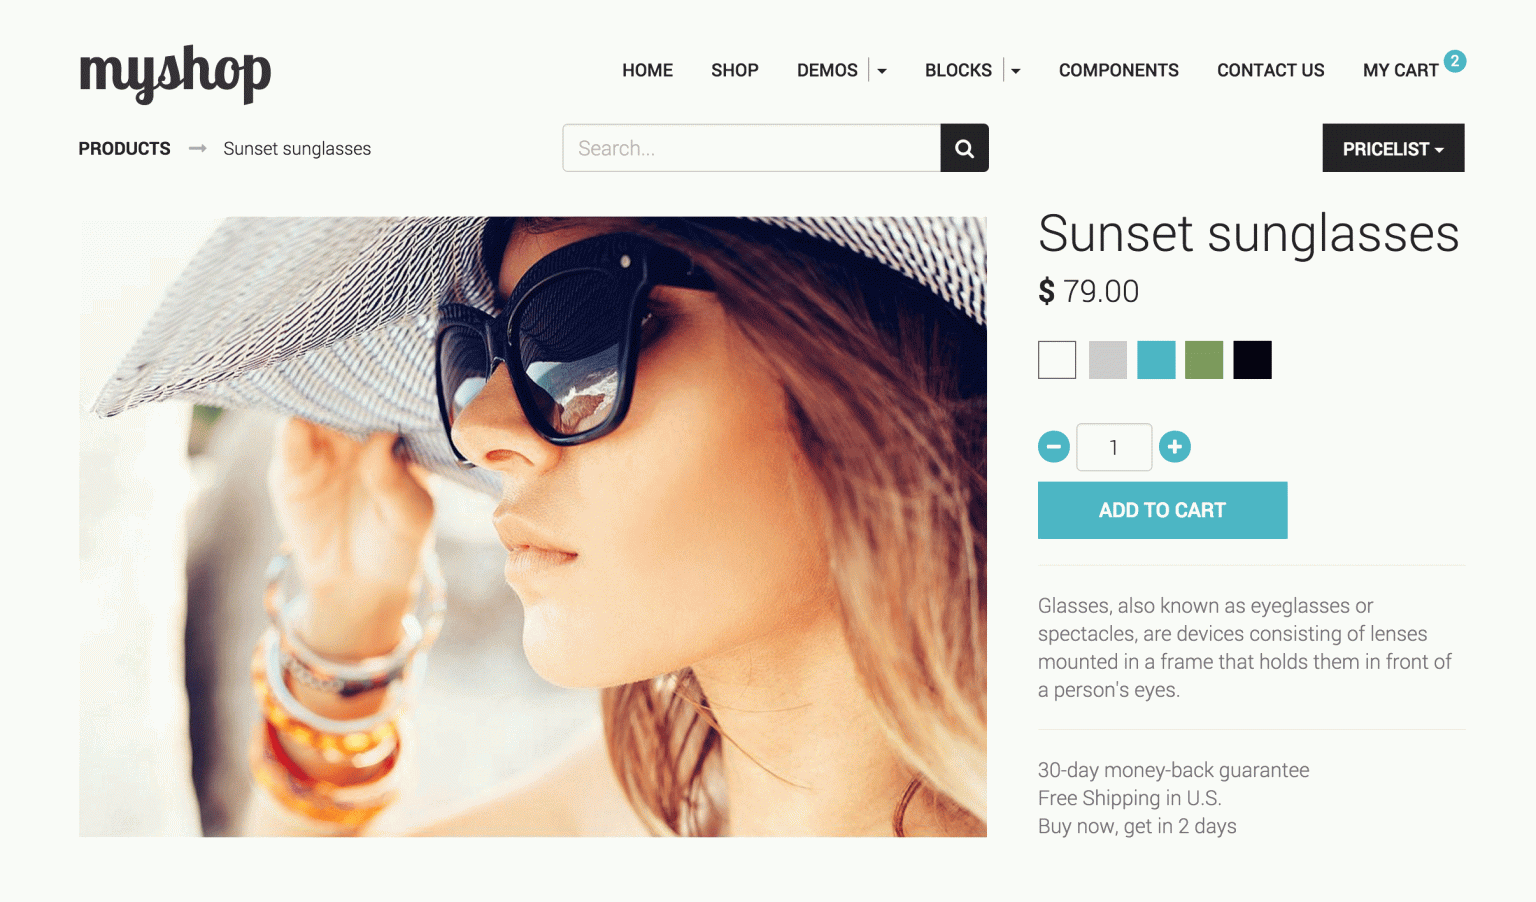 myshop
HOME SHOP DEMOS BLOCKS COMPONENTS CONTACT US MY CART 2
PRODUCTS Sunset sunglasses Search... PRICELIST
Sunset sunglasses
$ 79.00
1
ADD TO CART
Glasses, also known as eyeglasses or
spectacles, are devices consisting of lenses
mounted in a frame that holds them in front of
a person's eyes.
30-day money-back guarantee
Free Shipping in U.S.
Buy now, get in 2 days